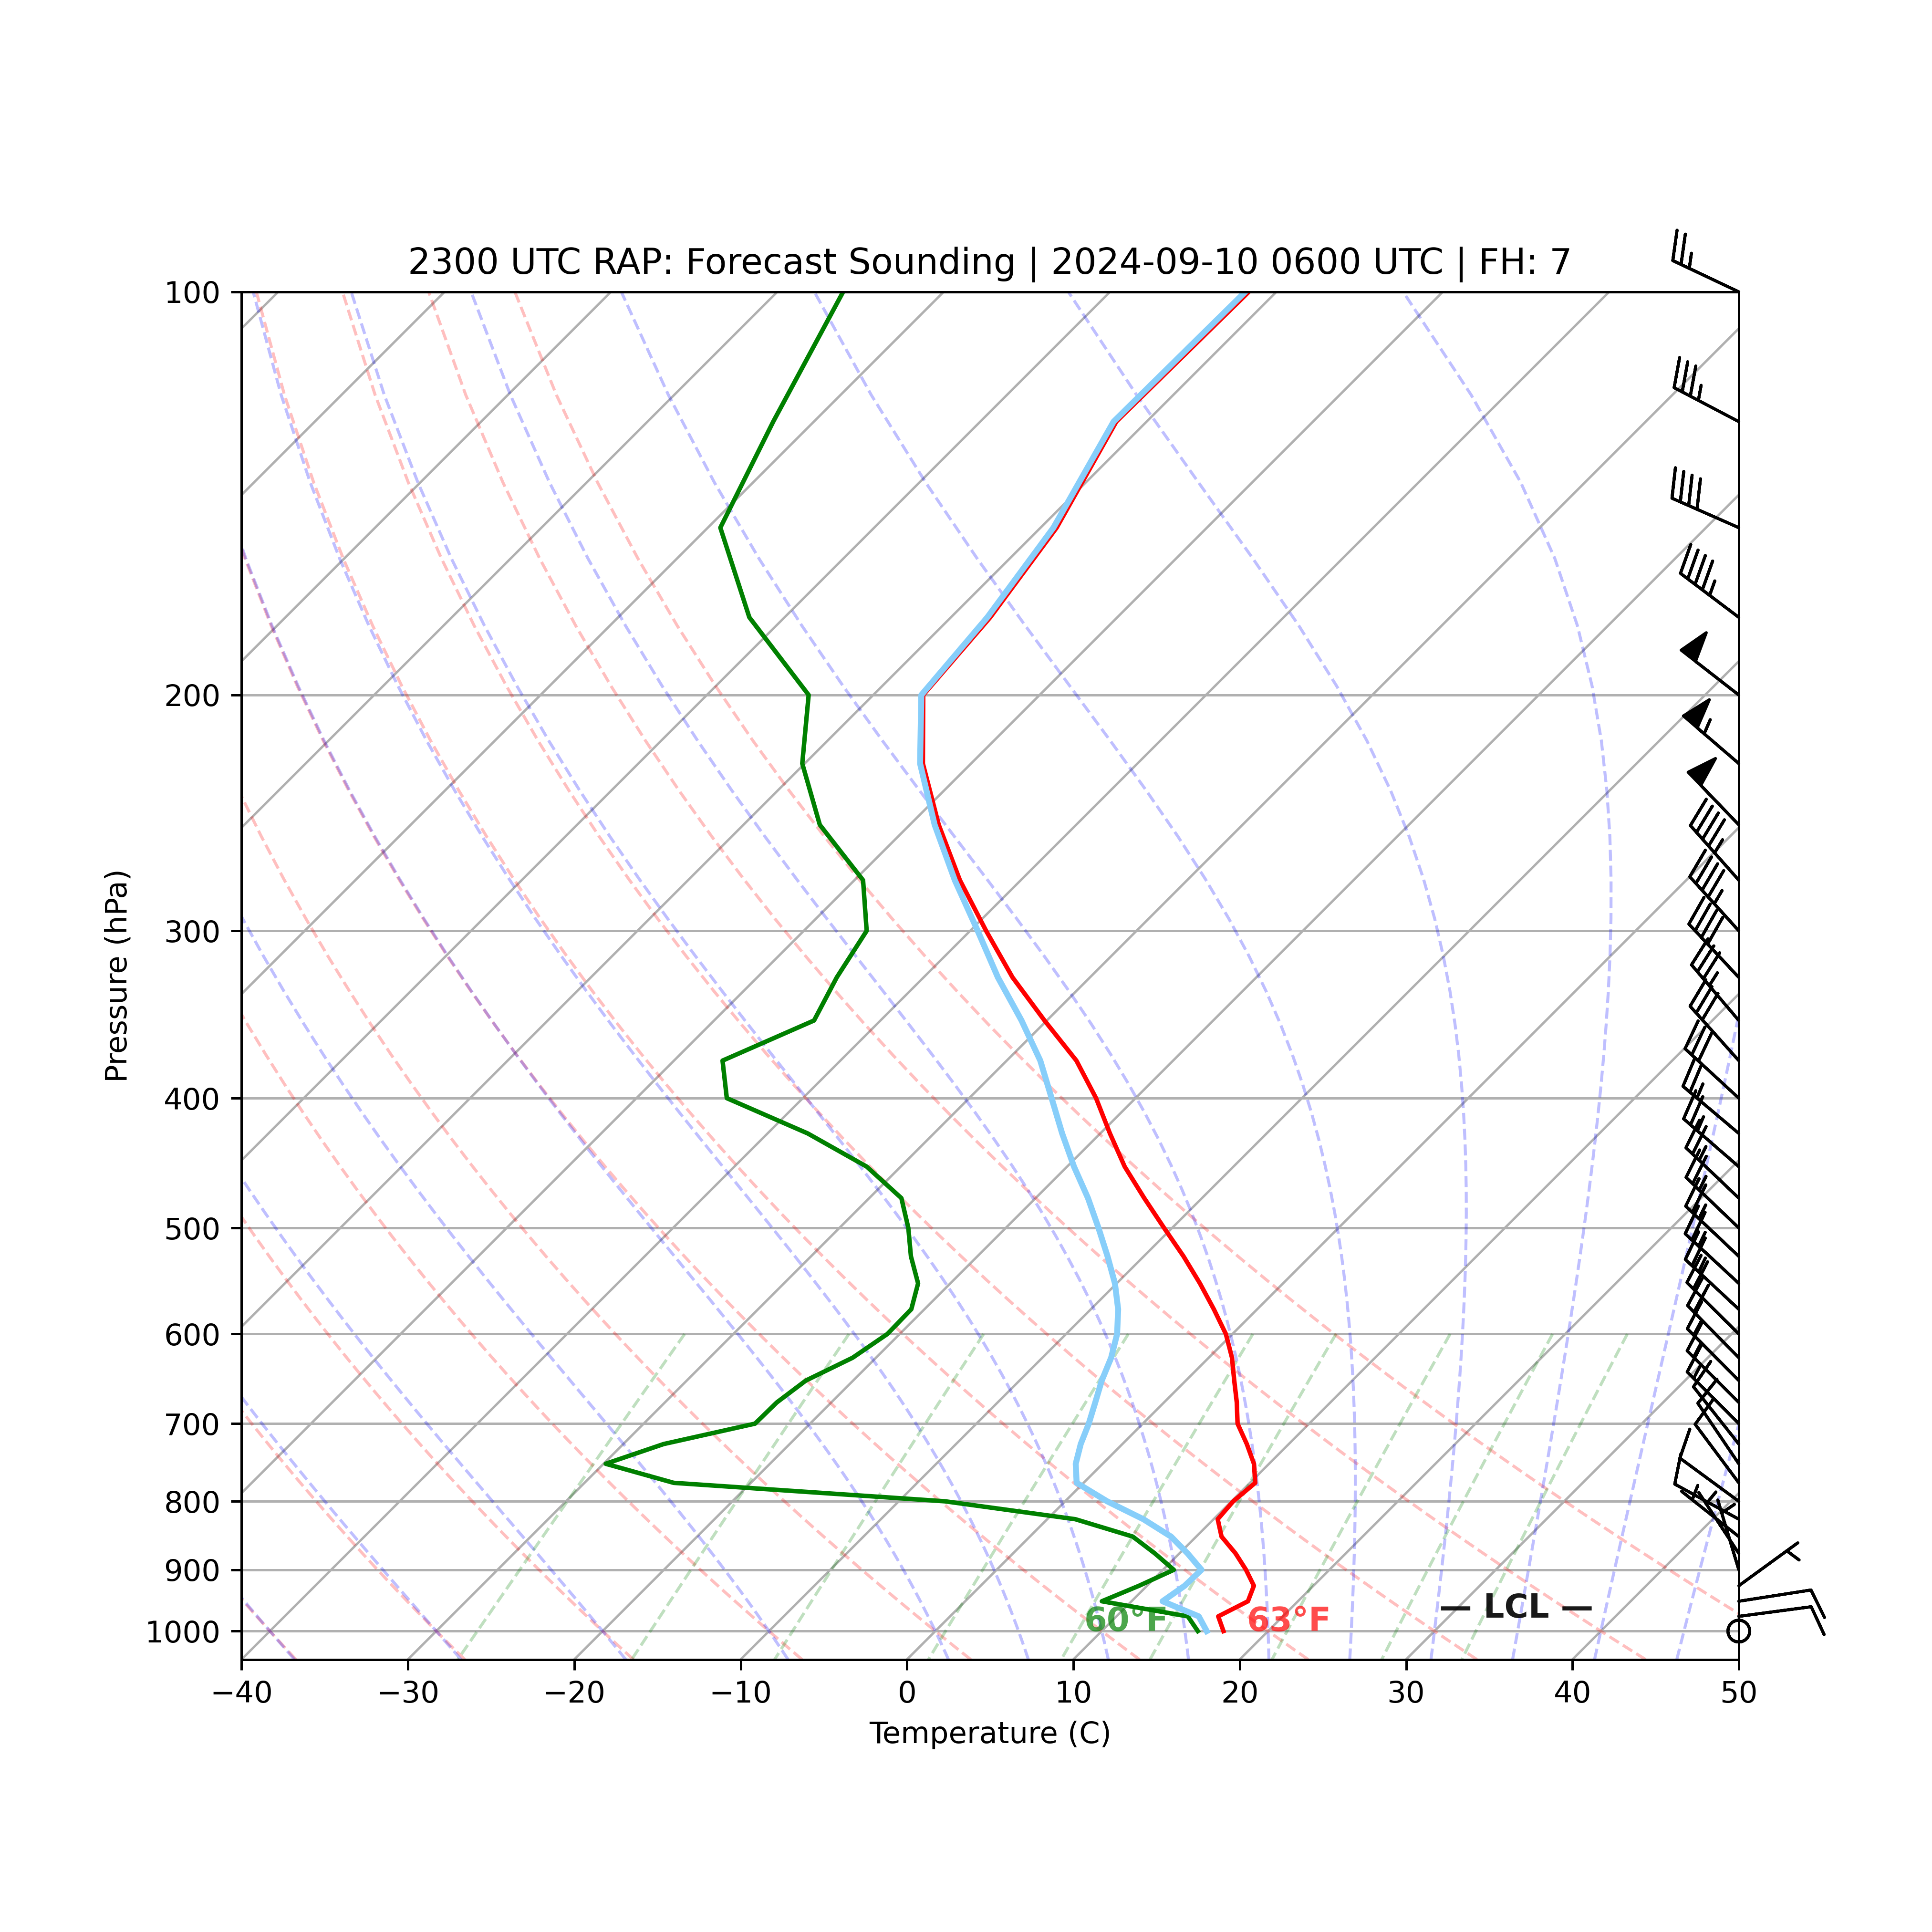 2300 UTC RAP: Forecast Sounding | 2024-09-10 0600 UTC | FH: 7
100
200
300
400
500
600
700
800
900
1000
Pressure (hPa)
60°F
63°F
— LCL —
−40 −30 −20 −10 0 10 20 30 40 50
Temperature (C)